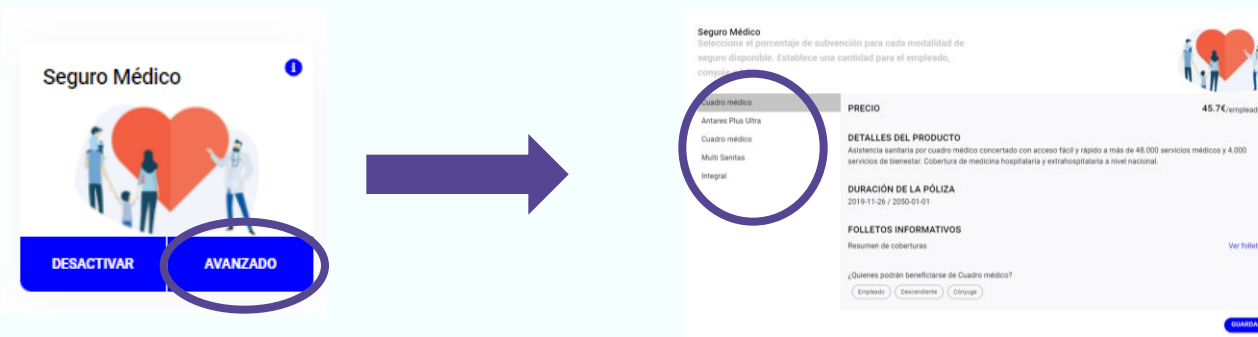 Seguro Médico
DESACTIVAR
AVANZADO
Seguro Médico
Selecciona el porcentaje de subvención para cada modalidad de
seguro disponible. Establece una cantidad para el empleado,
Cuadro médico
Antares Plus Ultra
Cuadro médico
Multi Sanitas
Integral
PRECIO
45.7€/emplead
DETALLES DEL PRODUCTO
Asistencia sanitaria por cuadro médico concertado con acceso fácil y rápido a más de 48.000 servicios médicos y 4.000
servicios de bienestar. Cobertura de medicina hospitalaria y extrahospitalaria a nivel nacional.
DURACIÓN DE LA PÓLIZA
2019-11-26 / 2050-01-01
FOLLETOS INFORMATIVOS
Resumen de coberturas
Ver follet
¿Quienes podrán beneficiarse de Cuadro médico?
Empleado
Descendiente
Cónyuge
GUARDA